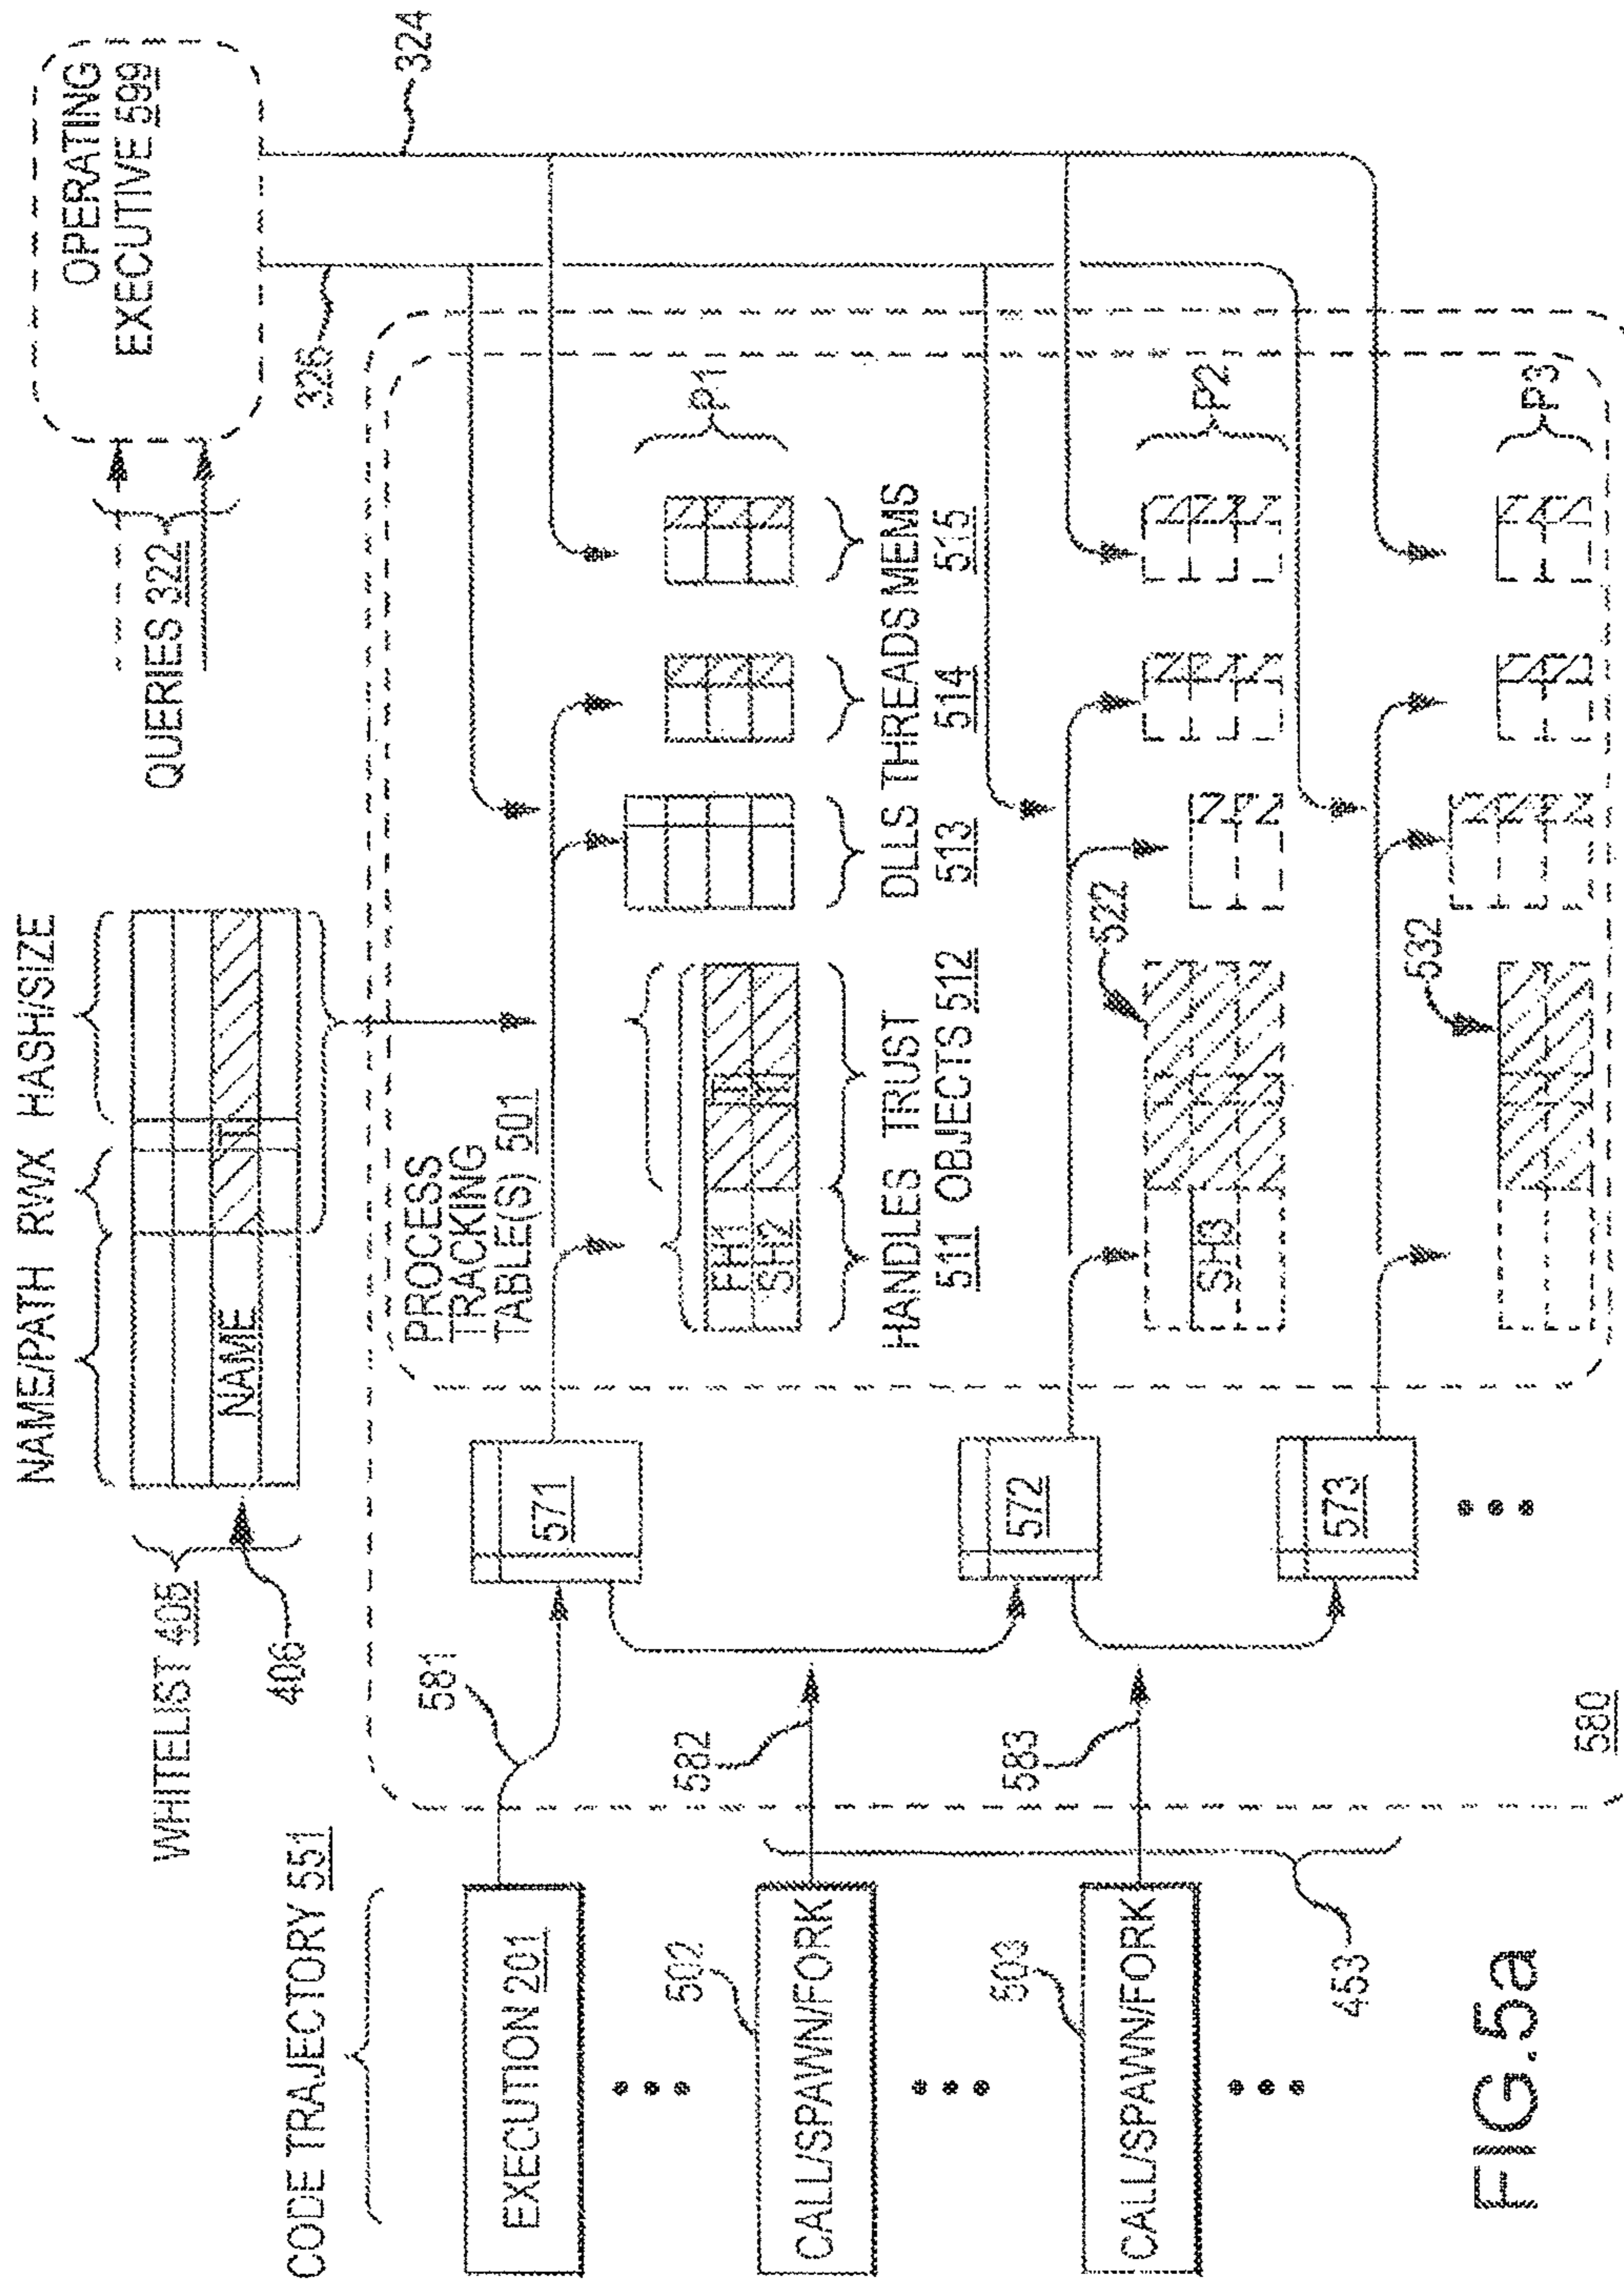 CODE TRAJECTORY 551
EXECUTION 201
502
CALL/SPAWN/FORK
503
CALL/SPAWN/FORK
453
FIG.5a
WHITELIST 405
406
NAME/PATH RWX HASH/SIZE
NAME
T
581
582
583
580
571
572
573
PROCESS
TRACKING
TABLE(S) 501
FH1
SH2
HANDLES TRUST
511 OBJECTS 512
DLLS THREADS MEMS
513 514 515
SH3
522
532
P1
P2
P3
QUERIES 322
OPERATING
EXECUTIVE 599
326
324